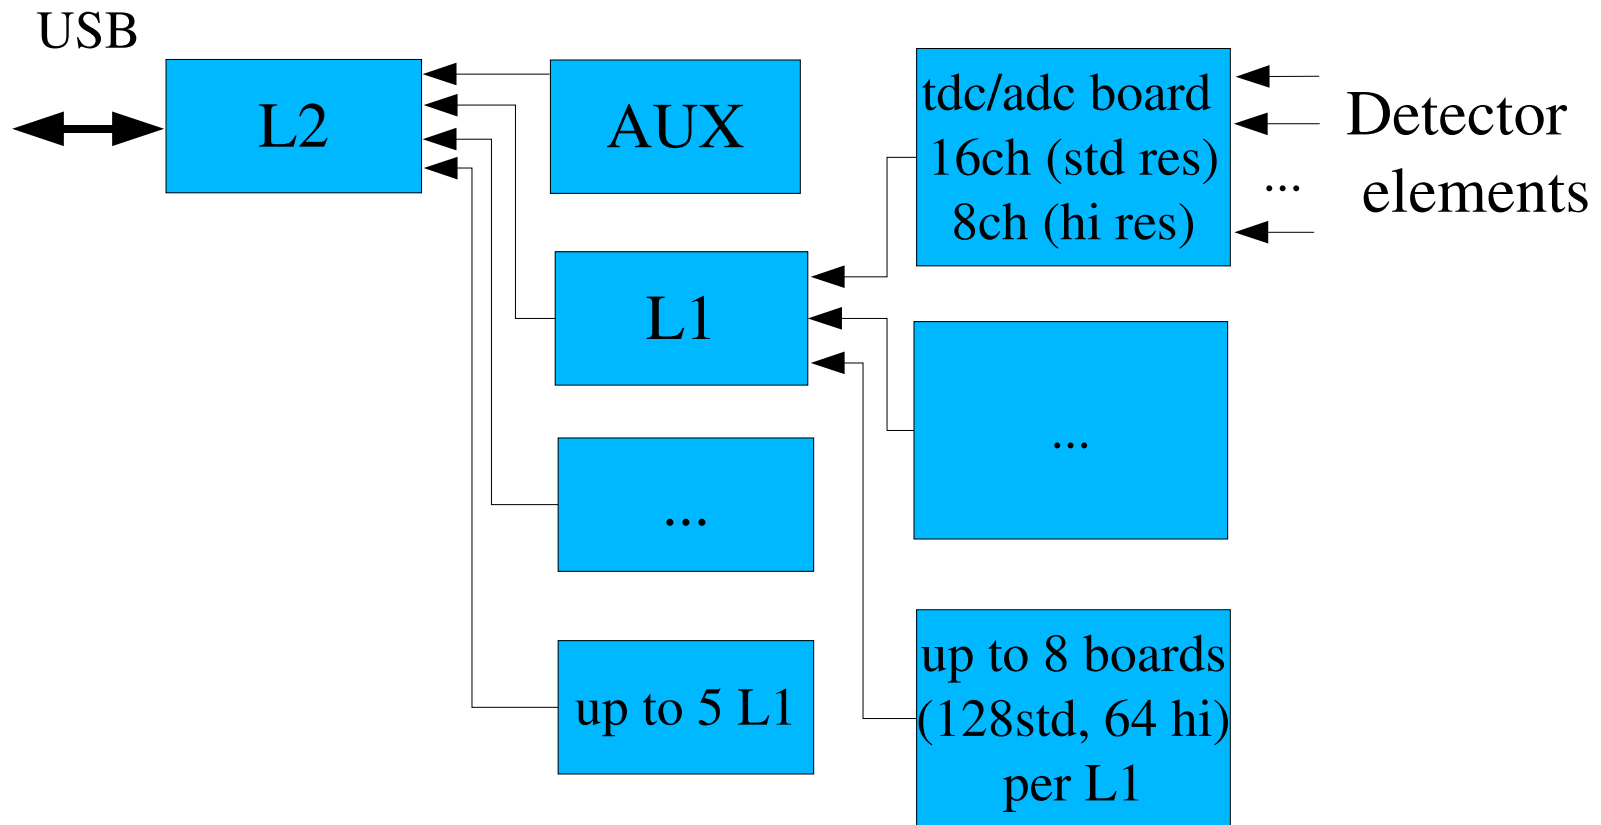 USB
L2
AUX
tdc/adc board
16ch (std res)
8ch (hi res)
Detector
...
elements
L1
...
...
up to 5 L1
up to 8 boards
(128std, 64 hi)
per L1